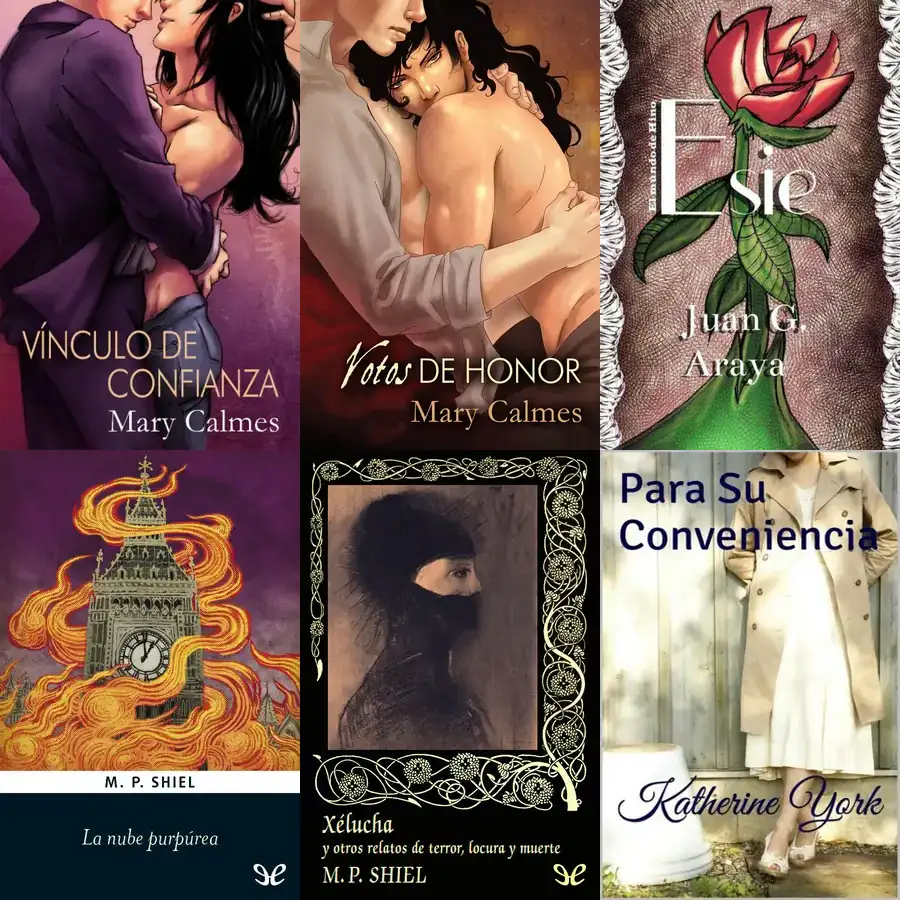 VÍNCULO DE
CONFIANZA
Mary Calmes
Votos DE HONOR
Mary Calmes
El mundo de Hino
Esie
Juan G.
Araya
M. P. SHIEL
La nube purpúrea
Xélucha
y otros relatos de terror, locura y muerte
M. P. SHIEL
Para Su
Conveniencia
Katherine York